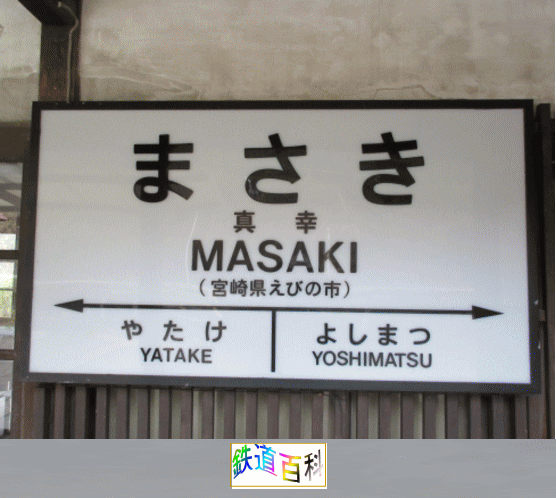 まさき
真幸
MASAKI
(宮崎県えびの市)
やたけ
YATAKE
よしまつ
YOSHIMATSU
鉄道百科